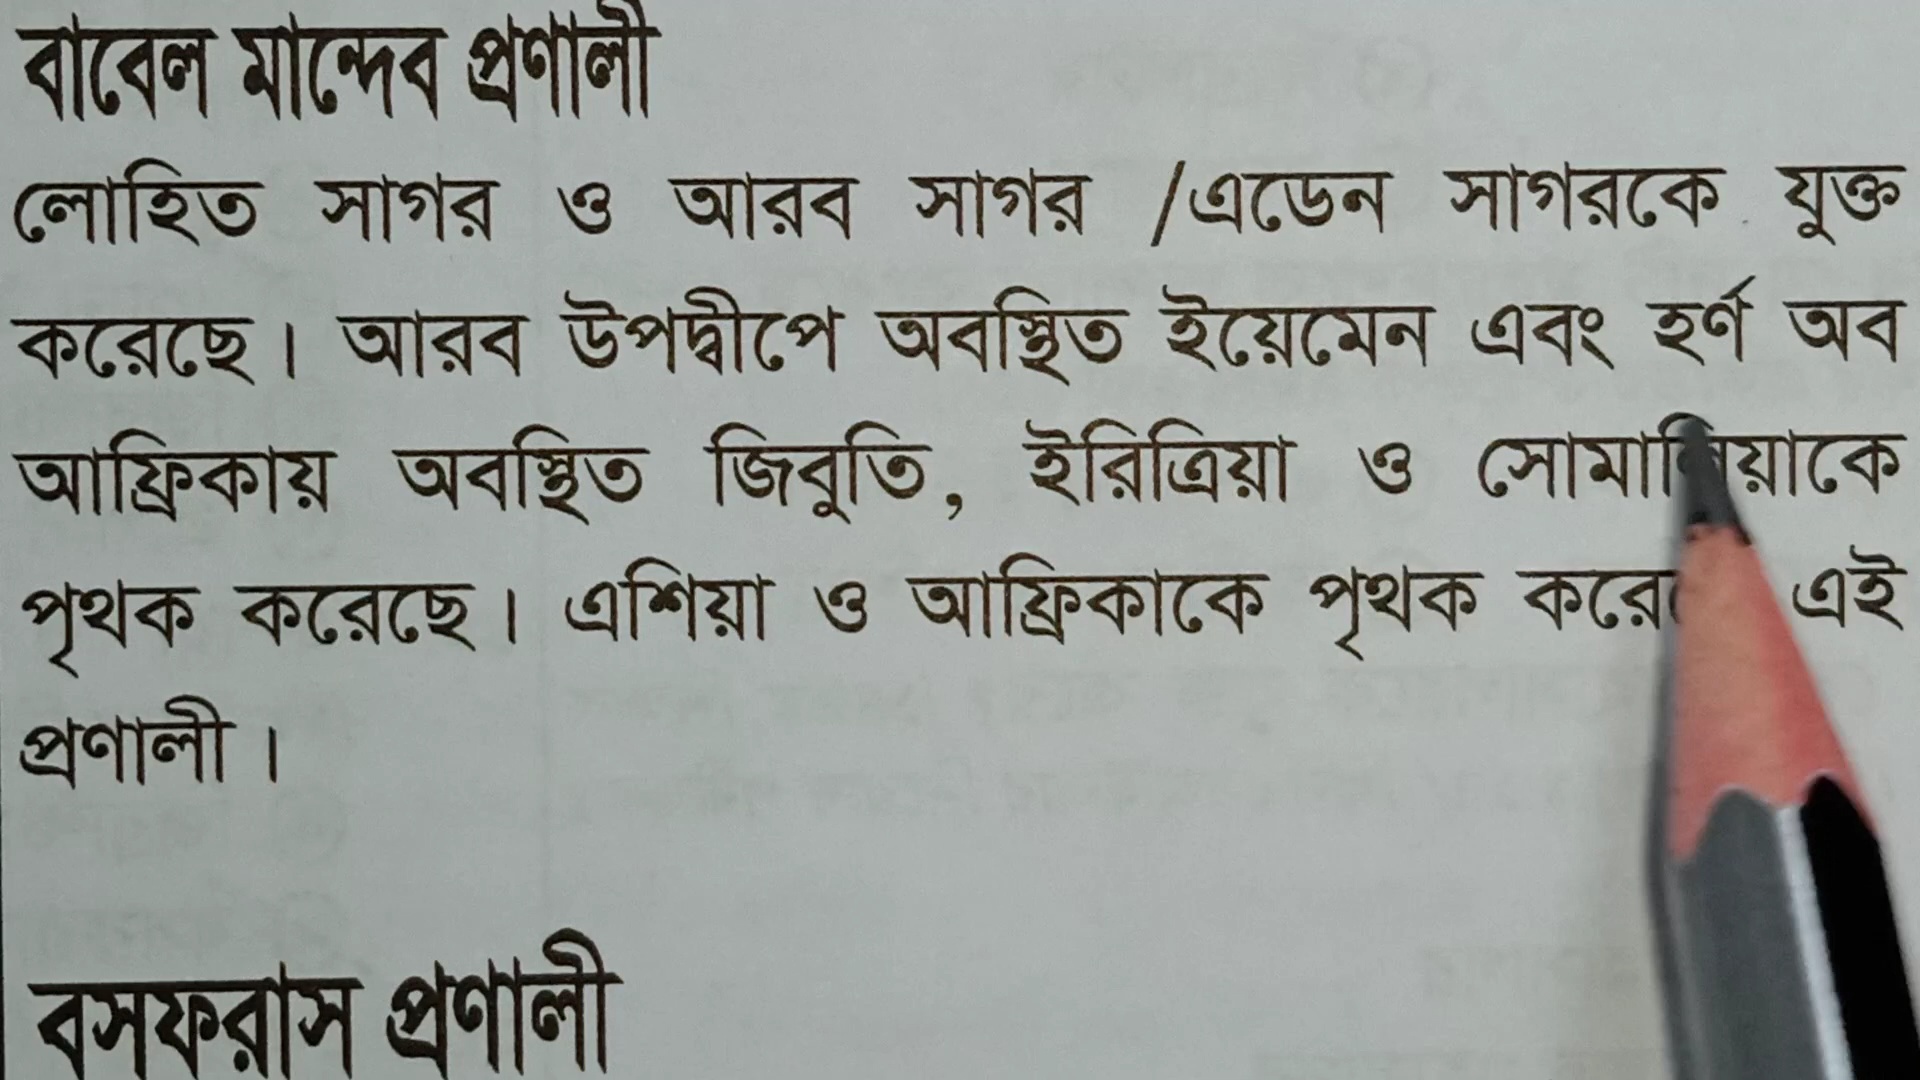 বাবেল মান্দেব প্রণালী
লোহিত সাগর ও আরব সাগর /এডেন সাগরকে যুক্ত
করেছে। আরব উপদ্বীপে অবস্থিত ইয়েমেন এবং হর্ণ অব
আফ্রিকায় অবস্থিত জিবুতি, ইরিত্রিয়া ও সোমালিয়াকে
পৃথক করেছে। এশিয়া ও আফ্রিকাকে পৃথক এই
প্রণালী।
বসফরাস প্রণালী